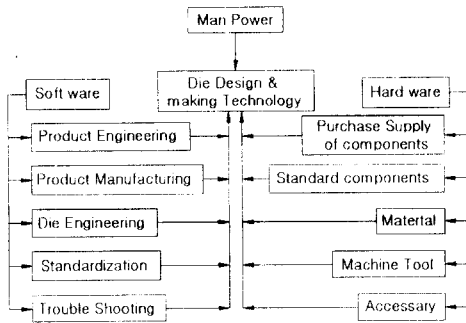 Man Power
Soft ware
Die Design &
making Technology
Hard ware
Product Engineering
Purchase Supply
of components
Product Manufacturing
Standard components
Die Engineering
Matertal
Standardization
Machine Tool
Trouble Shooting
Accessary